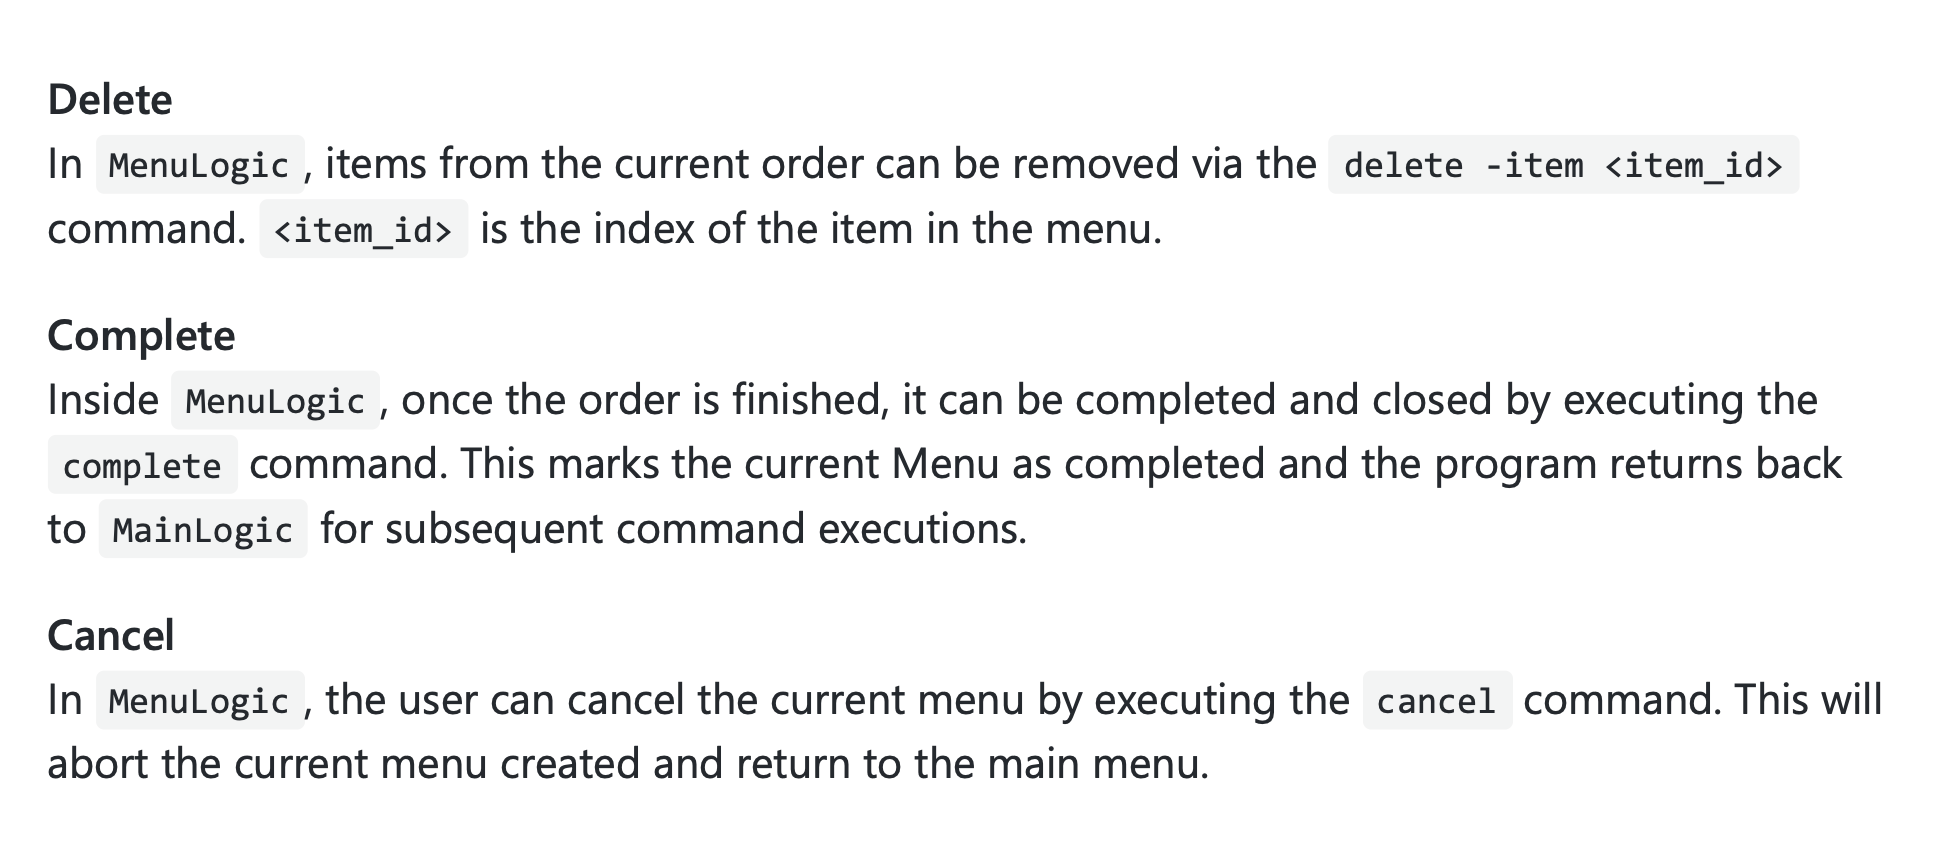 Delete
In MenuLogic, items from the current order can be removed via the delete -item <item_id>
command. <item_id> is the index of the item in the menu.
Complete
Inside MenuLogic, once the order is finished, it can be completed and closed by executing the
complete command. This marks the current Menu as completed and the program returns back
to MainLogic for subsequent command executions.
Cancel
In MenuLogic, the user can cancel the current menu by executing the cancel command. This will
abort the current menu created and return to the main menu.